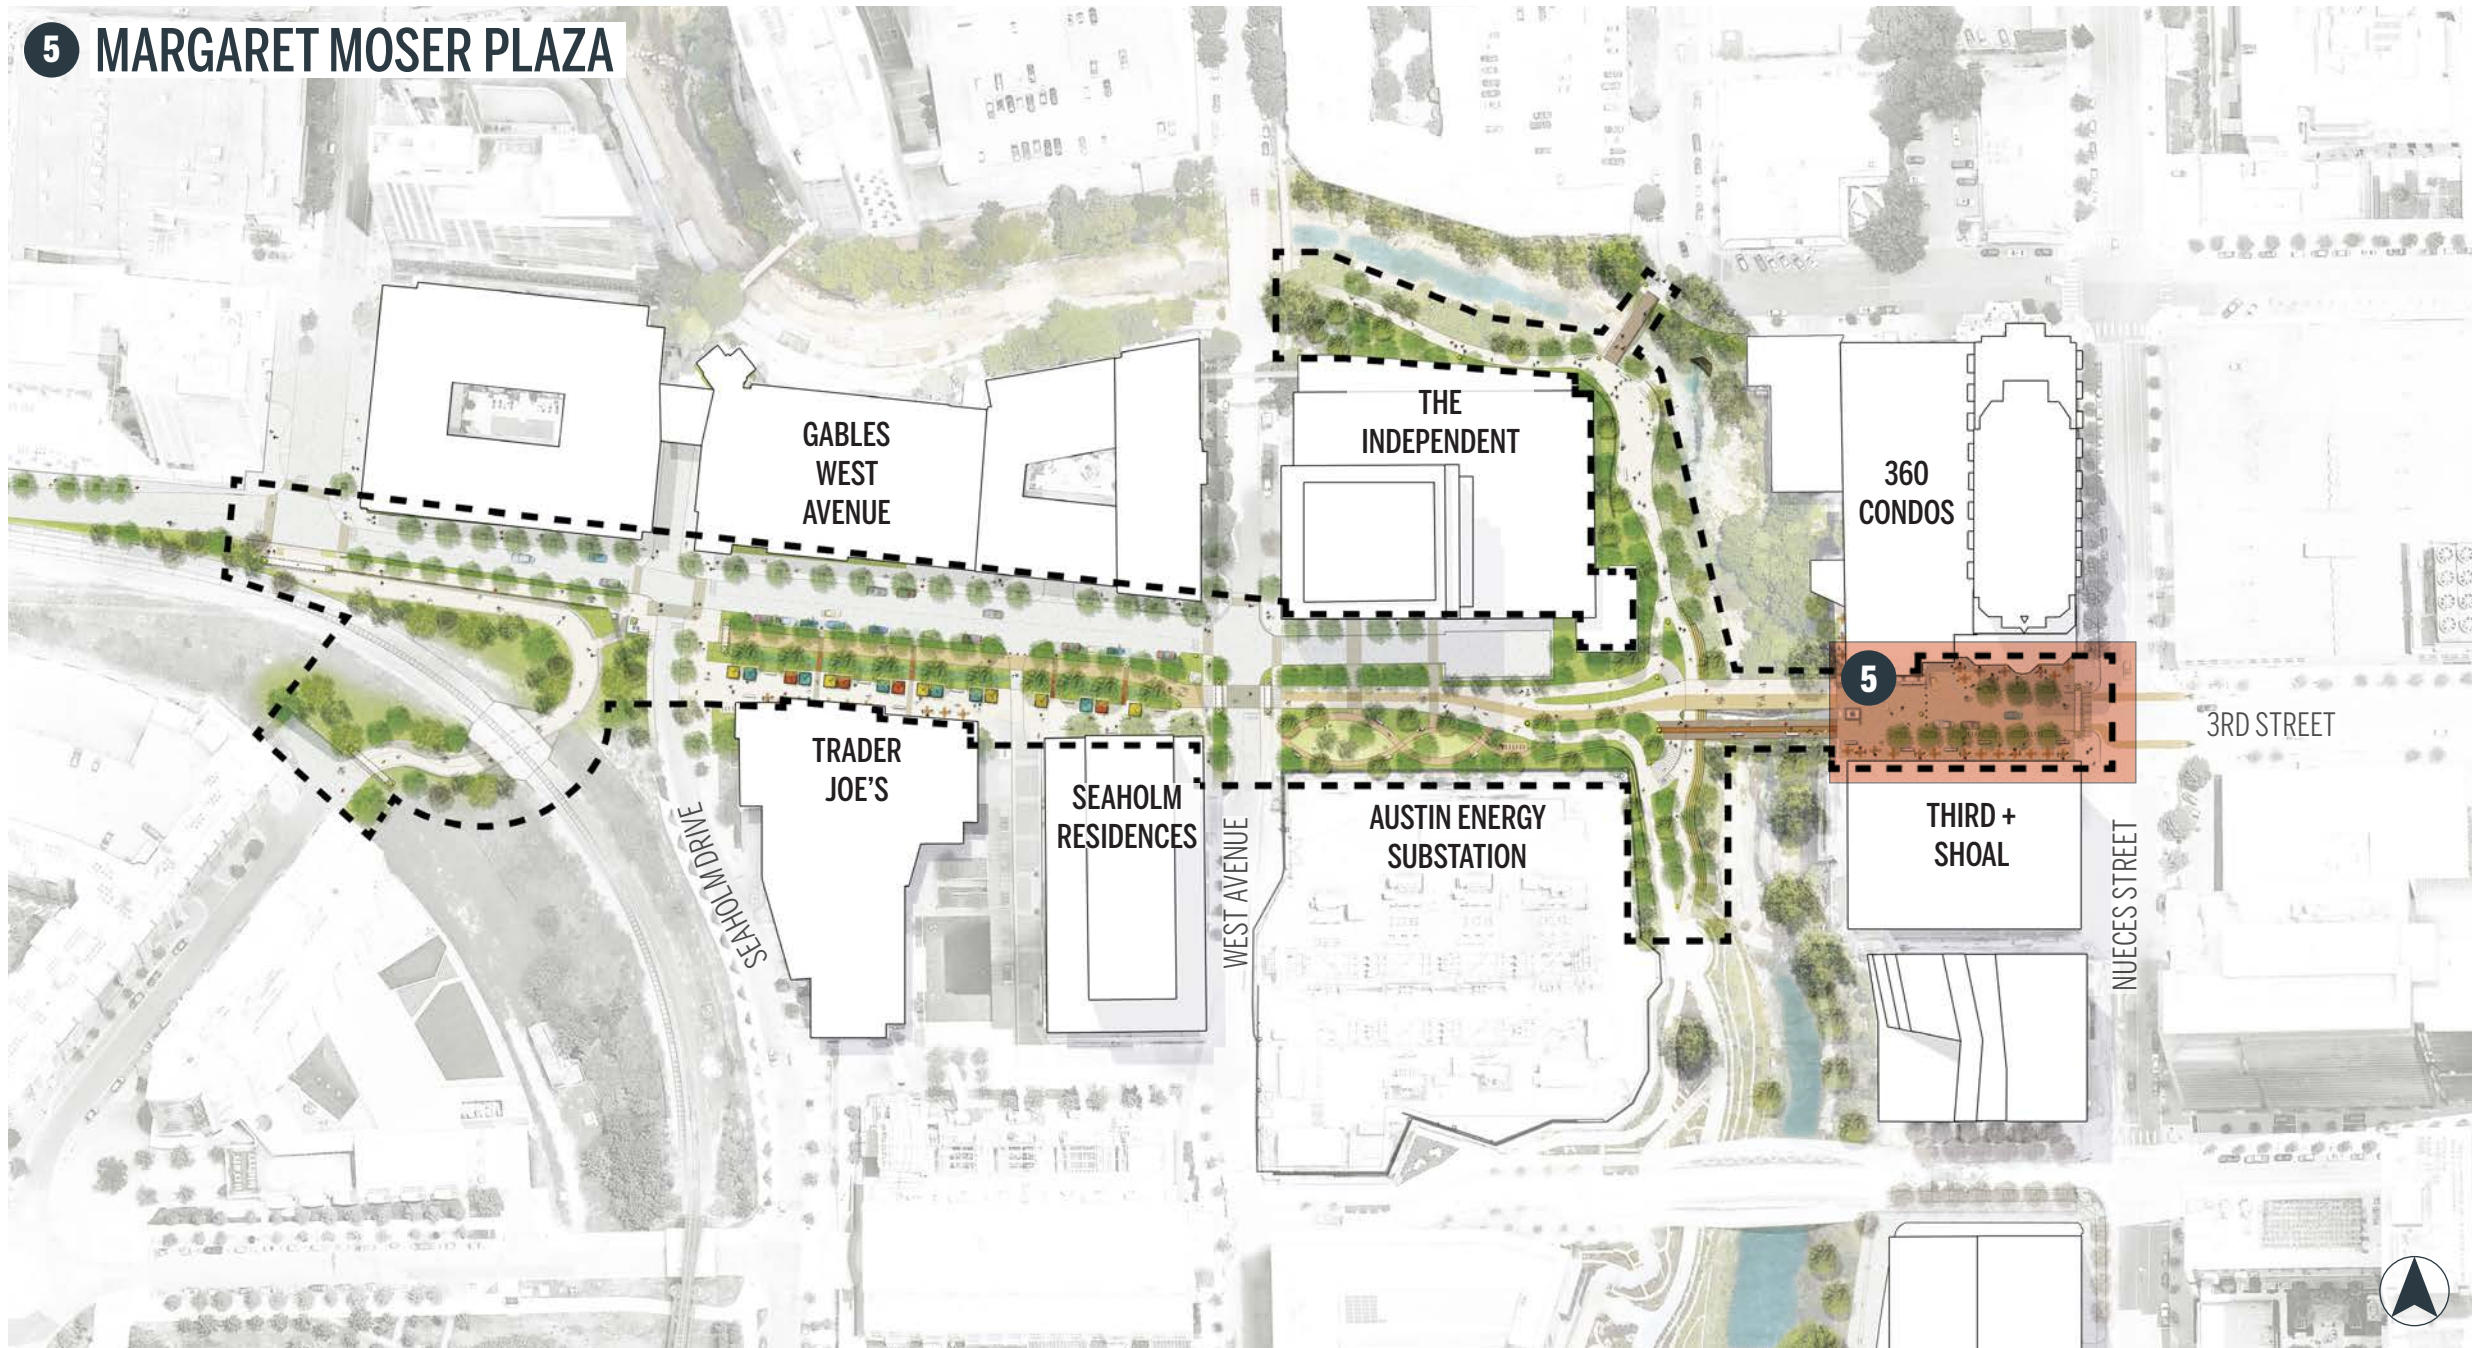 5 MARGARET MOSER PLAZA
THE
INDEPENDENT
GABLES
WEST
AVENUE
360
CONDOS
5
3RD STREET
TRADER
JOE'S
SEAHOLM
RESIDENCES
AUSTIN ENERGY
SUBSTATION
THIRD +
SHOAL
SEAHOLM DRIVE
WEST AVENUE
NUECES STREET